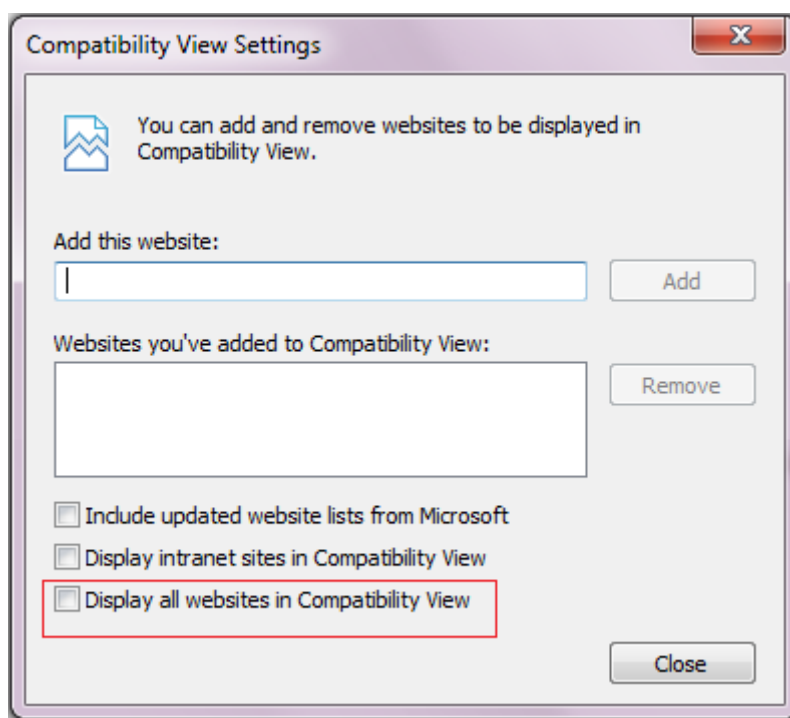 Compatibility View Settings
You can add and remove websites to be displayed in
Compatibility View.
Add this website:
Add
Websites you've added to Compatibility View:
Remove
Include updated website lists from Microsoft
Display intranet sites in Compatibility View
Display all websites in Compatibility View
Close